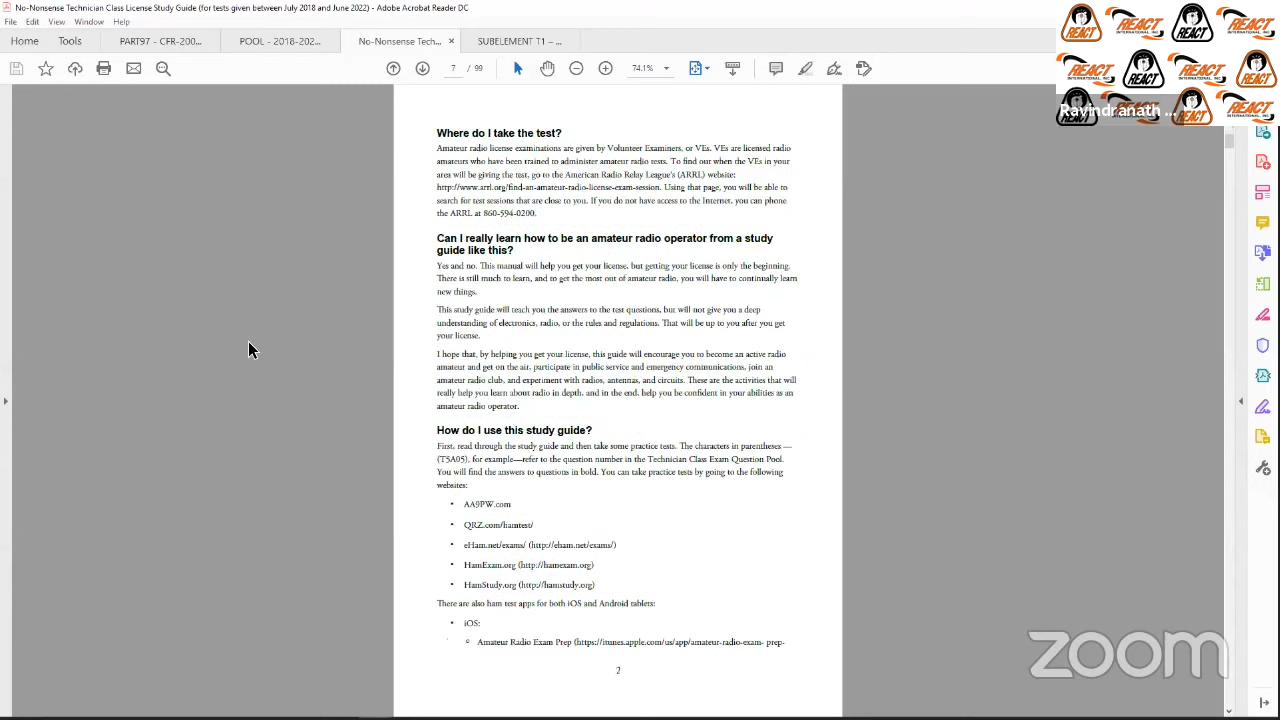 No-Nonsense Technician Class License Study Guide (for tests given between July 2018 and June 2022) - Adobe Acrobat Reader DC
File Edit View Window Help
Home Tools PART97 - CFR-200... POOL - 2018-202... No-Nonsense Tech... × SUBELEMENT T1 -...
7 74.1%
REACT
INTERNATIONAL, INC.
Ravindranath ...
Where do I take the test?
Amateur radio license examinations are given by Volunteer Examiners, or VEs. VEs are licensed radio
amateurs who have been trained to administer amateur radio tests. To find out when the VEs in your
area will be giving the test, go to the American Radio Relay League's (ARRL) website:
http://www.arrl.org/find-an-amateur-radio-license-exam-session. Using that page, you will be able to
search for test sessions that are close to you. If you do not have access to the Internet, you can phone
the ARRL at 860-594-0200.
Can I really learn how to be an amateur radio operator from a study
guide like this?
Yes and no. This manual will help you get your license, but getting your license is only the beginning.
There is still much to learn, and to get the most out of amateur radio, you will have to continually learn
new things.
This study guide will teach you the answers to the test questions, but will not give you a deep
understanding of electronics, radio, or the rules and regulations. That will be up to you after you get
your license.
I hope that, by helping you get your license, this guide will encourage you to become an active radio
amateur and get on the air, participate in public service and emergency communications, join an
amateur radio club, and experiment with radios, antennas, and circuits. These are the activities that will
really help you learn about radio in depth, and in the end, help you be confident in your abilities as an
amateur radio operator.
How do I use this study guide?
First, read through the study guide and then take some practice tests. The characters in parentheses —
(T5A05), for example—refer to the question number in the Technician Class Exam Question Pool.
You will find the answers to questions in bold. You can take practice tests by going to the following
websites:
• AA9PW.com
• QRZ.com/hamtest/
• eHam.net/exams/ (http://eham.net/exams/)
• HamExam.org (http://hamexam.org)
• HamStudy.org (http://hamstudy.org)
There are also ham test apps for both iOS and Android tablets:
• iOS:
○ Amateur Radio Exam Prep (https://itunes.apple.com/us/app/amateur-radio-exam- prep-
2
zoom